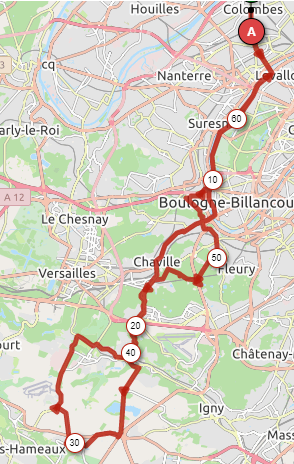 Houilles
Colombes
A
cq
Nanterre
Levallo
60
Suresn
arly-le-Roi
10
A 12
Boulogne-Billancou
Le Chesnay
Chaville
50
Fleury
Versailles
20
ourt
40
Châtenay-
Igny
30
Mass
s-Hameaux